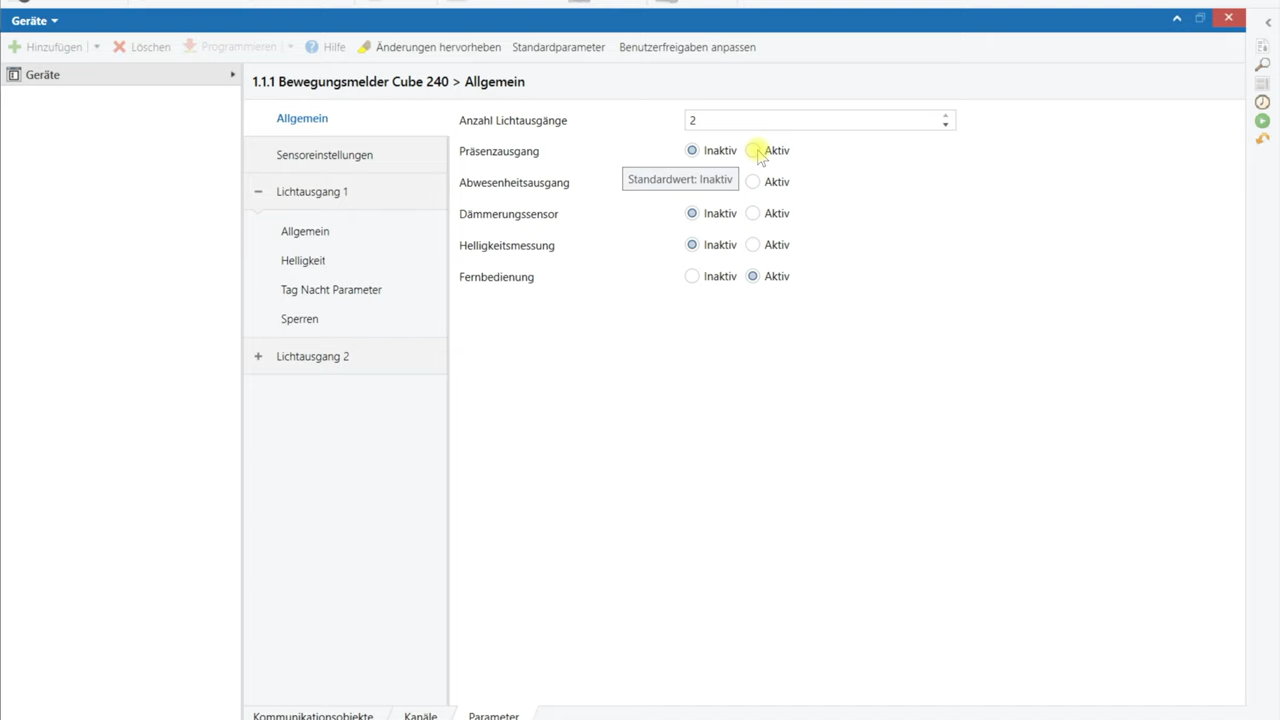 Geräte
Hinzufügen Löschen Programmieren Hilfe Änderungen hervorheben Standardparameter Benutzerfreigaben anpassen
Geräte
1.1.1 Bewegungsmelder Cube 240 > Allgemein
Allgemein
Sensoreinstellungen
Lichtausgang 1
Allgemein
Helligkeit
Tag Nacht Parameter
Sperren
Lichtausgang 2
Anzahl Lichtausgänge 2
Präsenzausgang Inaktiv Aktiv
Standardwert: Inaktiv
Abwesenheitsausgang Aktiv
Dämmerungssensor Inaktiv Aktiv
Helligkeitsmessung Inaktiv Aktiv
Fernbedienung Inaktiv Aktiv
Kommunikationsobjekte Kanäle Parameter